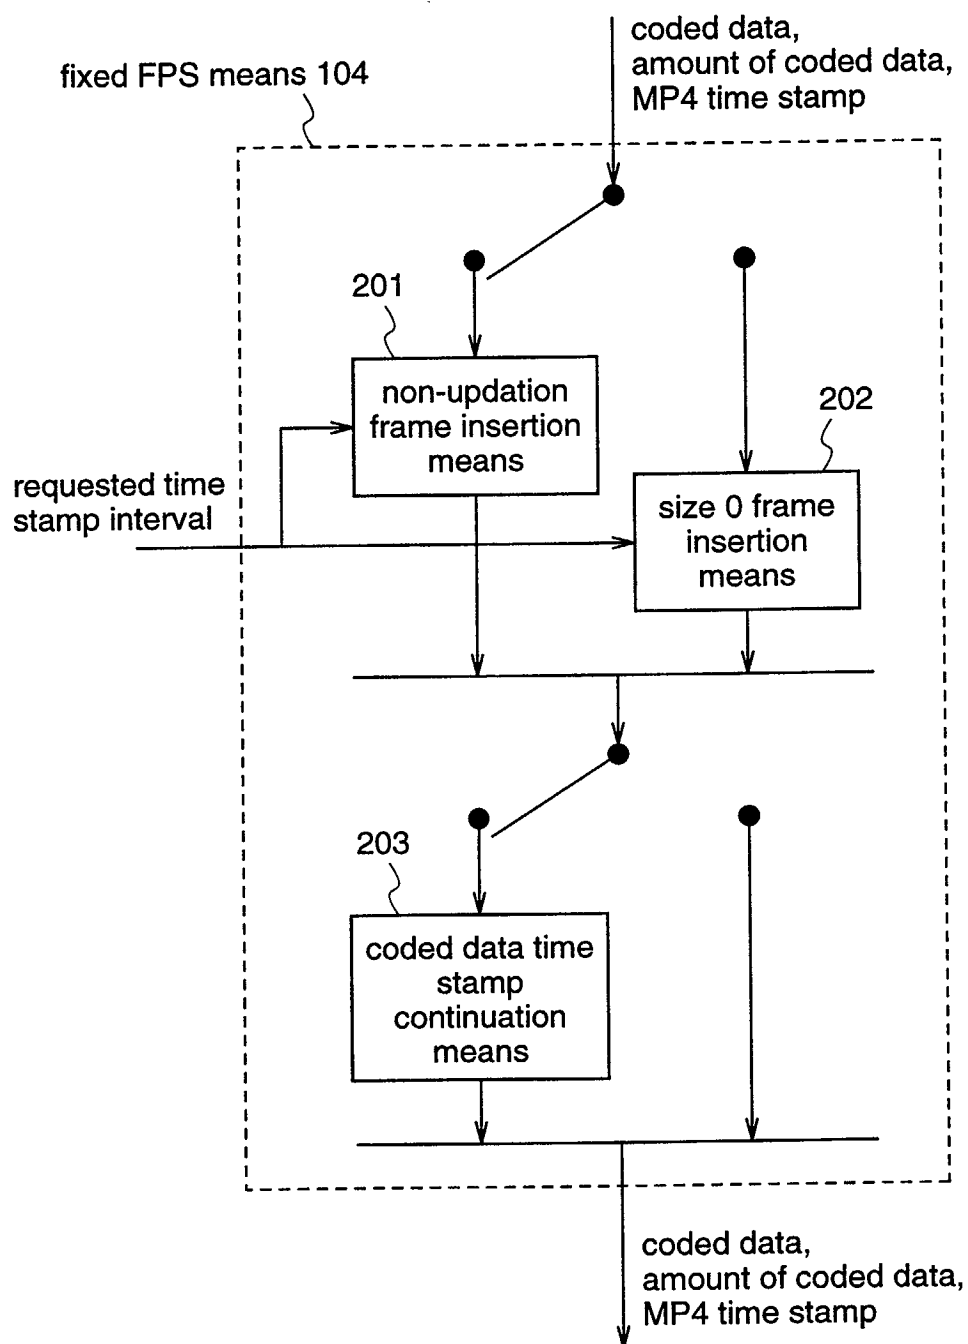 coded data,
amount of coded data,
MP4 time stamp
fixed FPS means 104
201
non-updation
frame insertion
means
202
requested time
stamp interval
size 0 frame
insertion
means
203
coded data time
stamp
continuation
means
coded data,
amount of coded data,
MP4 time stamp